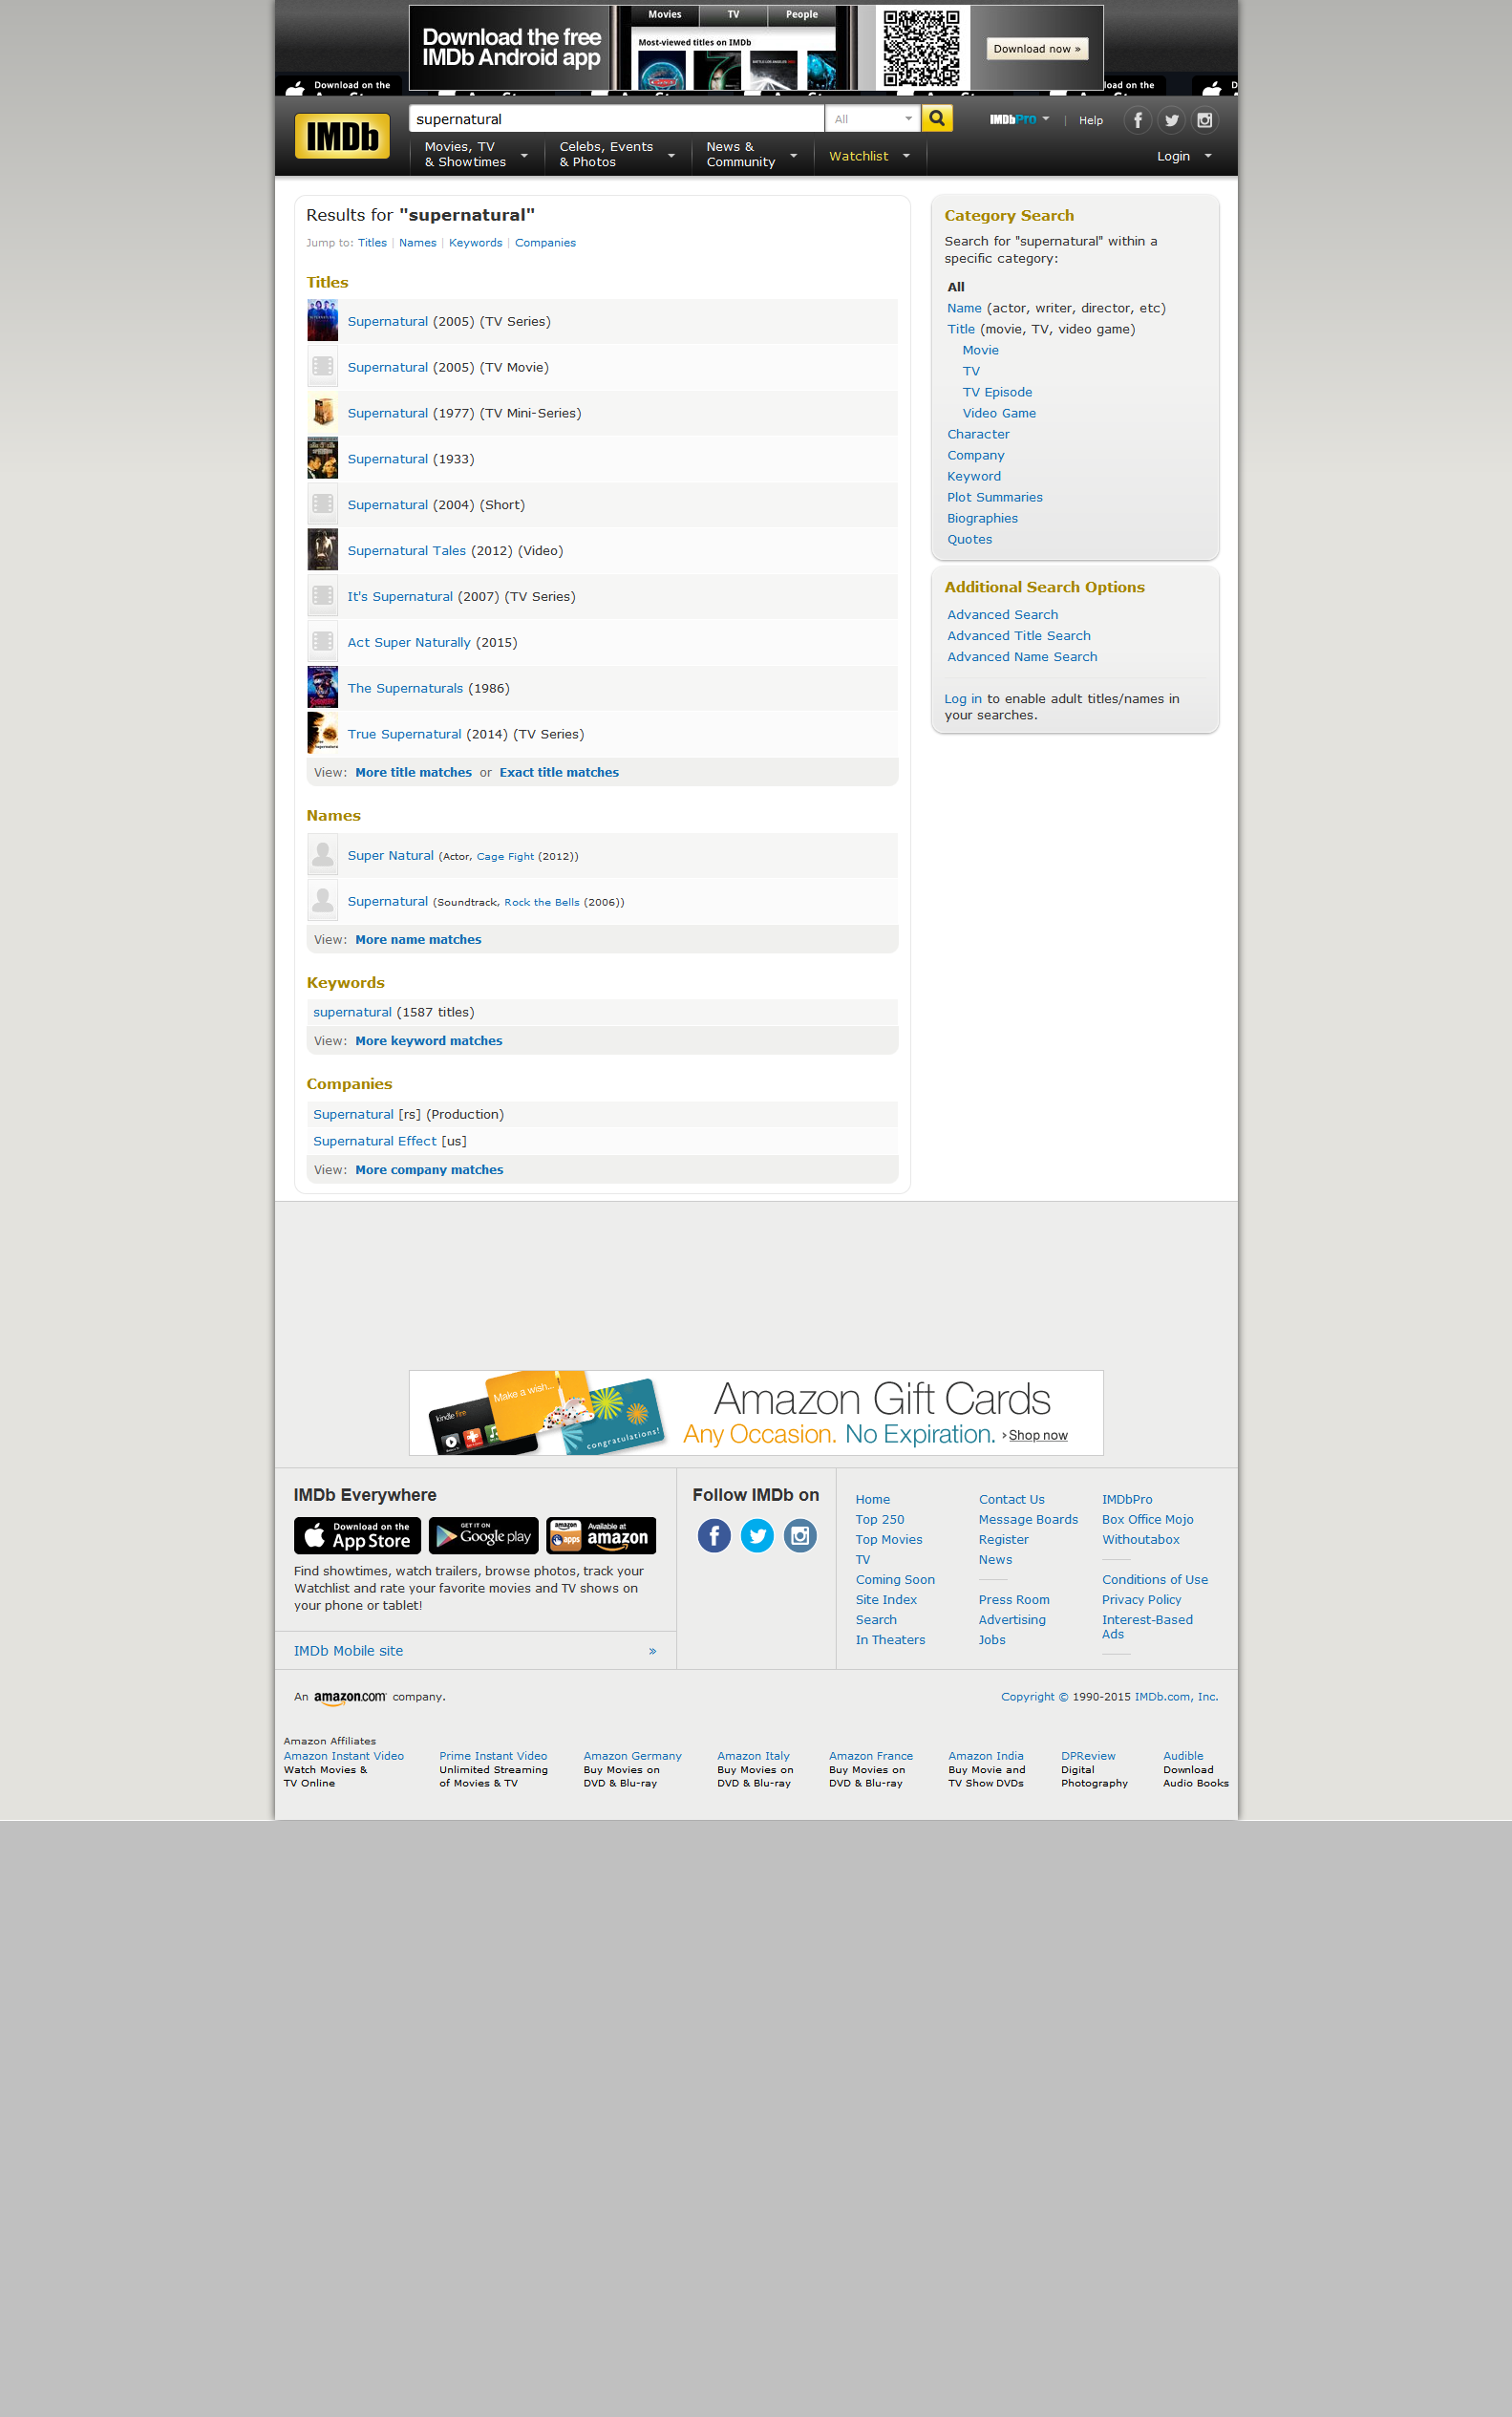 Download the free
IMDb Android app
Movies TV People
Most-viewed titles on IMDb
Download now »
Download on the
load on the
IMDb
supernatural
All
IMDbPro | Help
Movies, TV
& Showtimes
Celebs, Events
& Photos
News &
Community
Watchlist
Login
Results for "supernatural"
Jump to: Titles | Names | Keywords | Companies
Titles
Supernatural (2005) (TV Series)
Supernatural (2005) (TV Movie)
Supernatural (1977) (TV Mini-Series)
Supernatural (1933)
Supernatural (2004) (Short)
Supernatural Tales (2012) (Video)
It's Supernatural (2007) (TV Series)
Act Super Naturally (2015)
The Supernaturals (1986)
True Supernatural (2014) (TV Series)
View: More title matches or Exact title matches
Names
Super Natural (Actor, Cage Fight (2012))
Supernatural (Soundtrack, Rock the Bells (2006))
View: More name matches
Keywords
supernatural (1587 titles)
View: More keyword matches
Companies
Supernatural [rs] (Production)
Supernatural Effect [us]
View: More company matches
Category Search
Search for "supernatural" within a
specific category:
All
Name (actor, writer, director, etc)
Title (movie, TV, video game)
Movie
TV
TV Episode
Video Game
Character
Company
Keyword
Plot Summaries
Biographies
Quotes
Additional Search Options
Advanced Search
Advanced Title Search
Advanced Name Search
Log in to enable adult titles/names in
your searches.
kindle fire
Make a wish...
congratulations!
Amazon Gift Cards
Any Occasion. No Expiration. › Shop now
IMDb Everywhere
Download on the
App Store
GET IT ON
Google play
amazon
apps
Available at
amazon
Find showtimes, watch trailers, browse photos, track your
Watchlist and rate your favorite movies and TV shows on
your phone or tablet!
IMDb Mobile site »
Follow IMDb on
Home
Top 250
Top Movies
TV
Coming Soon
Site Index
Search
In Theaters
Contact Us
Message Boards
Register
News
Press Room
Advertising
Jobs
IMDbPro
Box Office Mojo
Withoutabox
Conditions of Use
Privacy Policy
Interest-Based
Ads
An amazon.com company.
Copyright © 1990-2015 IMDb.com, Inc.
Amazon Affiliates
Amazon Instant Video
Watch Movies &
TV Online
Prime Instant Video
Unlimited Streaming
of Movies & TV
Amazon Germany
Buy Movies on
DVD & Blu-ray
Amazon Italy
Buy Movies on
DVD & Blu-ray
Amazon France
Buy Movies on
DVD & Blu-ray
Amazon India
Buy Movie and
TV Show DVDs
DPReview
Digital
Photography
Audible
Download
Audio Books